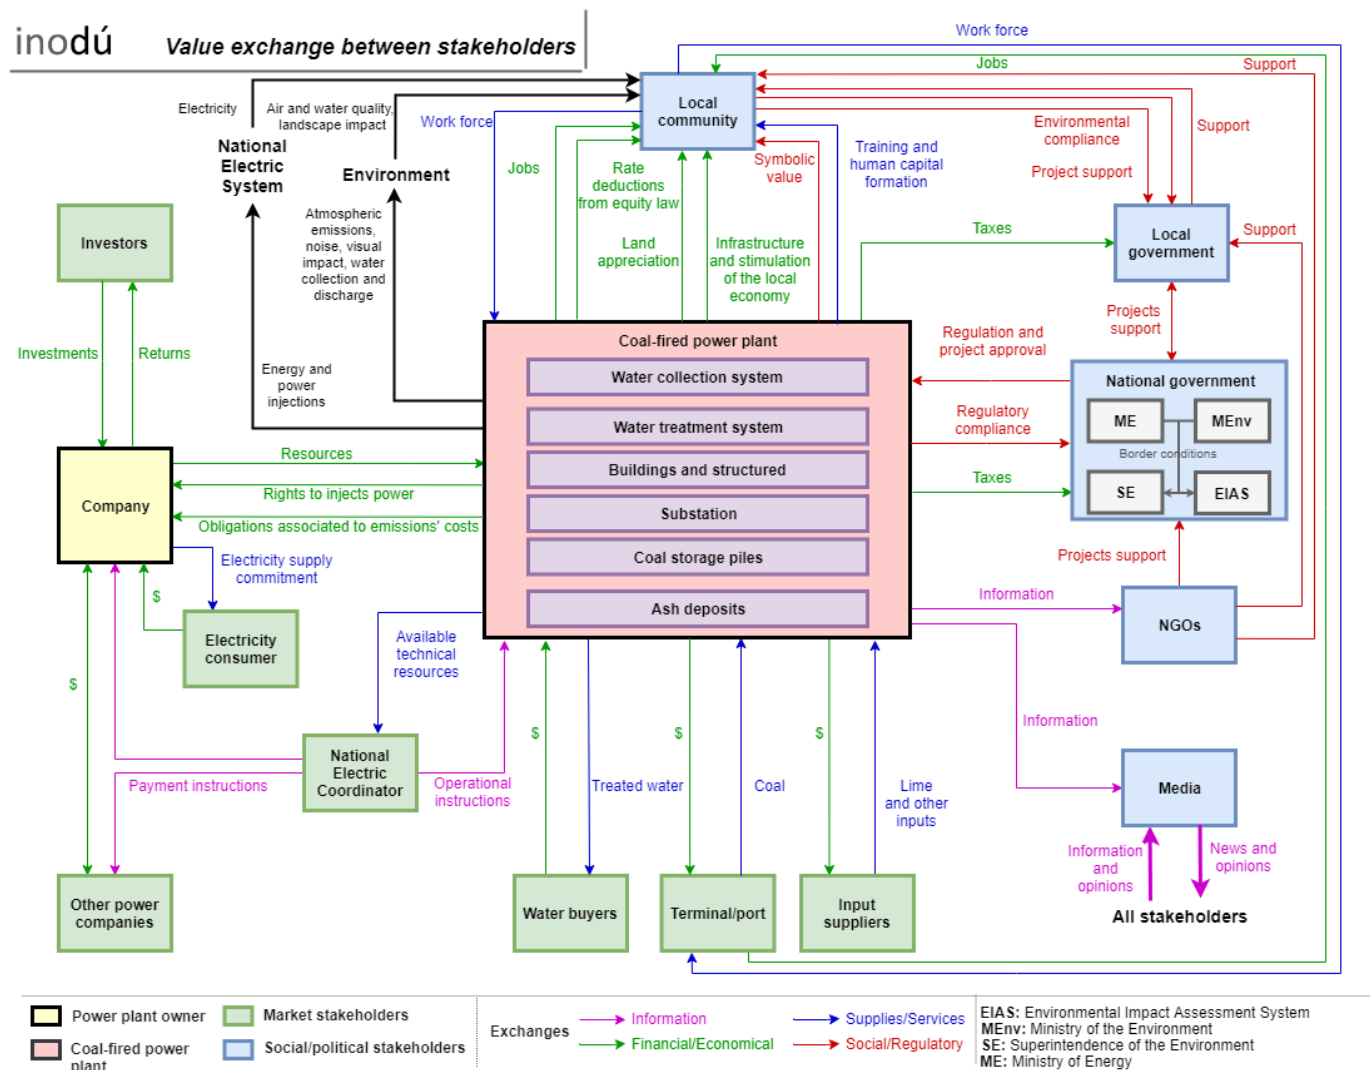 inodú
Value exchange between stakeholders
Work force
Jobs
Support
Electricity
Air and water quality,
landscape impact
Work force
Local
community
Environmental
compliance
Support
National
Electric
System
Environment
Jobs
Rate
deductions
from equity law
Symbolic
value
Training and
human capital
formation
Project support
Atmospheric
emissions,
noise, visual
impact, water
collection and
discharge
Investors
Land
appreciation
Infrastructure
and stimulation
of the local
economy
Taxes
Local
government
Support
Investments
Returns
Energy and
power
injections
Coal-fired power plant
Water collection system
Water treatment system
Buildings and structured
Substation
Coal storage piles
Ash deposits
Regulation and
project approval
Projects
support
National government
ME
MEnv
Border conditions
SE
EIAS
Regulatory
compliance
Taxes
Company
Resources
Rights to injects power
Obligations associated to emissions' costs
Electricity supply
commitment
$
Electricity
consumer
$
Available
technical
resources
Projects support
Information
NGOs
Information
National
Electric
Coordinator
Payment instructions
Operational
instructions
$
Treated water
$
Coal
$
Lime
and other
inputs
Media
Information
and
opinions
News and
opinions
All stakeholders
Other power
companies
Water buyers
Terminal/port
Input
suppliers
Power plant owner
Market stakeholders
Coal-fired power
plant
Social/political stakeholders
Exchanges
Information
Supplies/Services
Financial/Economical
Social/Regulatory
EIAS: Environmental Impact Assessment System
MEnv: Ministry of the Environment
SE: Superintendence of the Environment
ME: Ministry of Energy